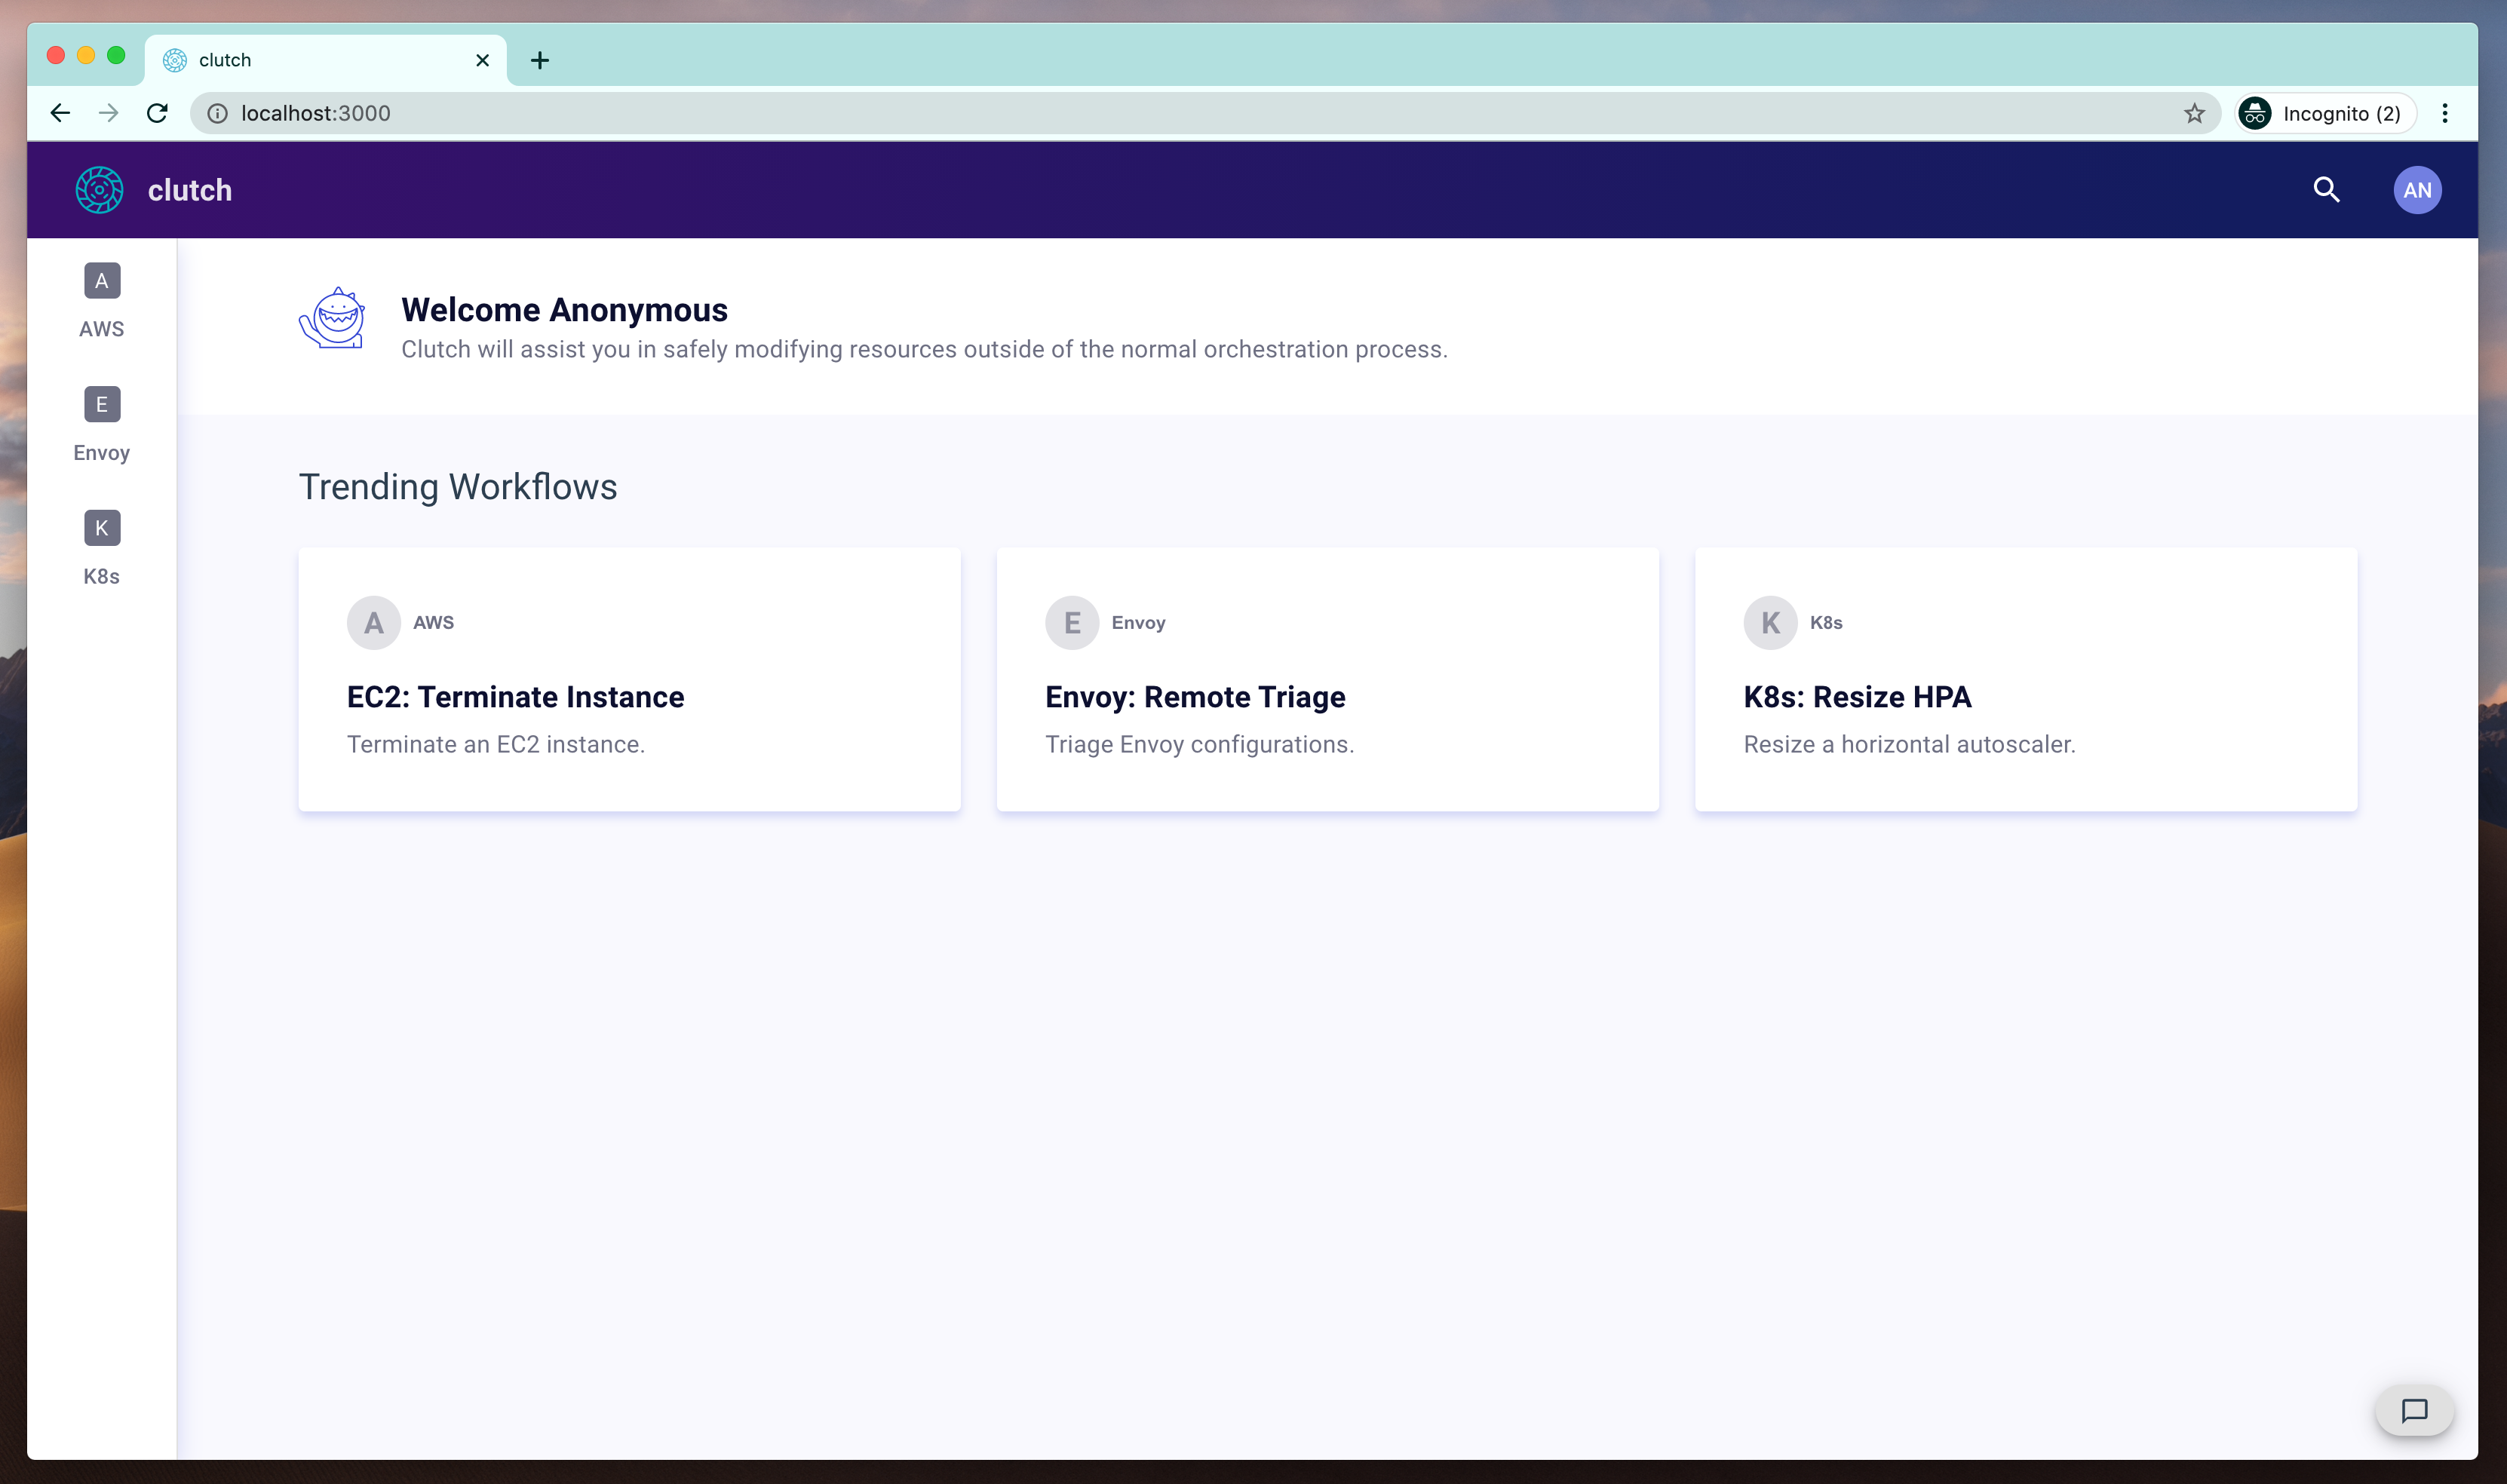 clutch
localhost:3000
Incognito (2)
clutch
AN
A
AWS
E
Envoy
K
K8s
Welcome Anonymous
Clutch will assist you in safely modifying resources outside of the normal orchestration process.
Trending Workflows
A AWS
EC2: Terminate Instance
Terminate an EC2 instance.
E Envoy
Envoy: Remote Triage
Triage Envoy configurations.
K K8s
K8s: Resize HPA
Resize a horizontal autoscaler.